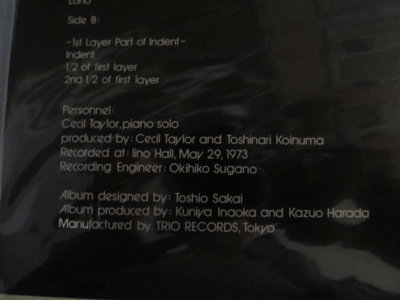 Lono
Side B:
-1st Layer Part of Indent-
Indent
1/2 of first layer
2nd 1/2 of first layer
Personnel:
Cecil Taylor, piano solo
produced by: Cecil Taylor and Toshinari Koinuma
Recorded at: Iino Hall, May 29, 1973
Recording Engineer: Okihiko Sugano
Album designed by: Toshio Sakai
Album produced by: Kuniya Inaoka and Kazuo Harada
Manufactured by TRIO RECORDS, Tokyo